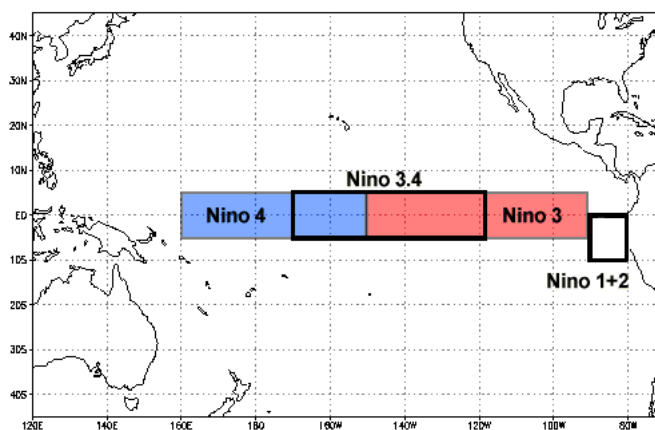 40N
30N
20N
10N
Nino 3.4
Nino 4
Nino 3
EQ
10S
Nino 1+2
20S
30S
40S
120E
140E
160E
180
160W
140W
120W
100W
80W